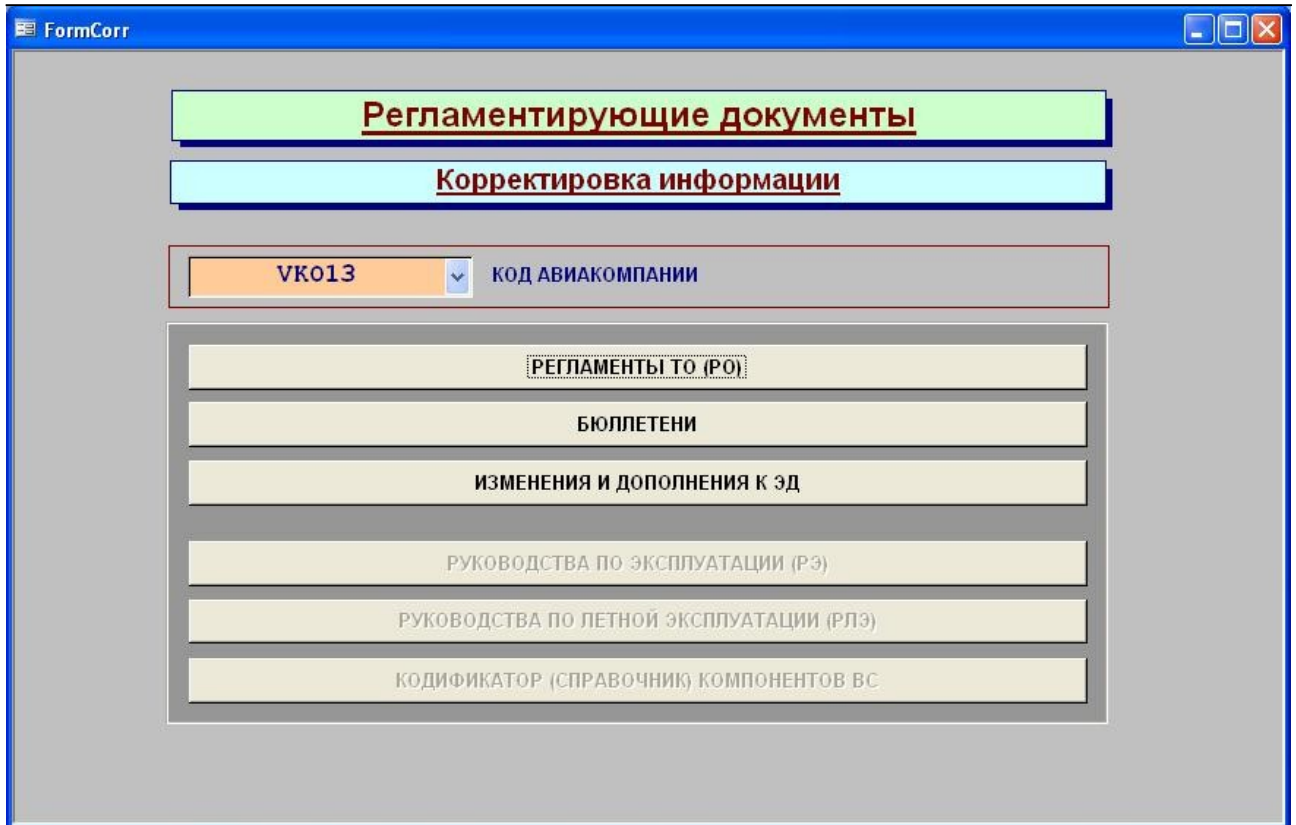 FormCorr
Регламентирующие документы
Корректировка информации
VKO13 КОД АВИАКОМПАНИИ
РЕГЛАМЕНТЫ ТО (РО)
БЮЛЛЕТЕНИ
ИЗМЕНЕНИЯ И ДОПОЛНЕНИЯ К ЭД
РУКОВОДСТВА ПО ЭКСПЛУАТАЦИИ (РЭ)
РУКОВОДСТВА ПО ЛЕТНОЙ ЭКСПЛУАТАЦИИ (РЛЭ)
КОДИФИКАТОР (СПРАВОЧНИК) КОМПОНЕНТОВ ВС